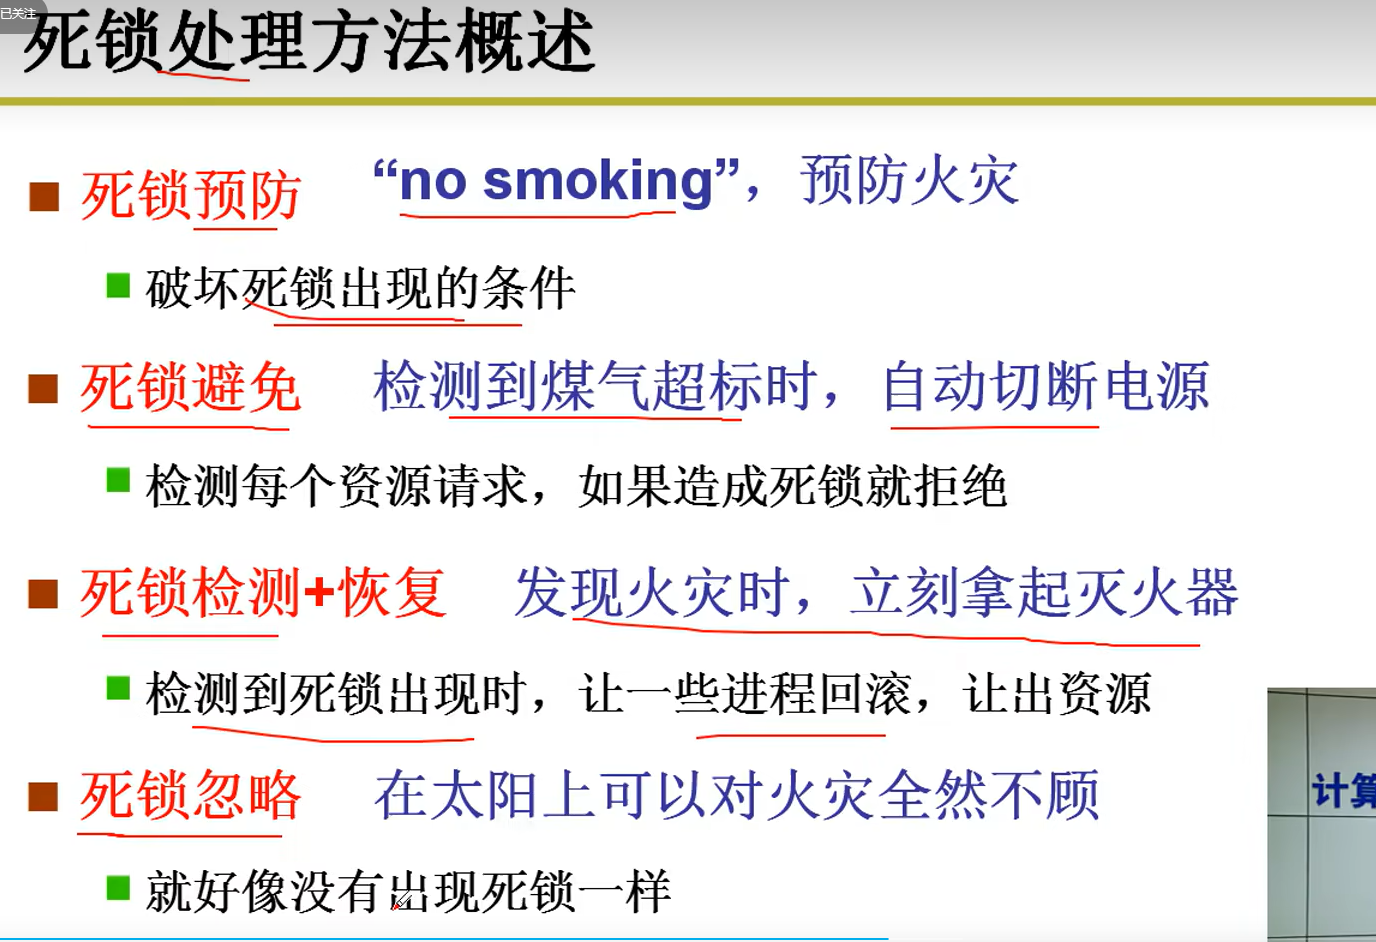 已关注
死锁处理方法概述
死锁预防 “no smoking”，预防火灾
破坏死锁出现的条件
死锁避免 检测到煤气超标时，自动切断电源
检测每个资源请求，如果造成死锁就拒绝
死锁检测+恢复 发现火灾时，立刻拿起灭火器
检测到死锁出现时，让一些进程回滚，让出资源
死锁忽略 在太阳上可以对火灾全然不顾
就好像没有出现死锁一样
计算